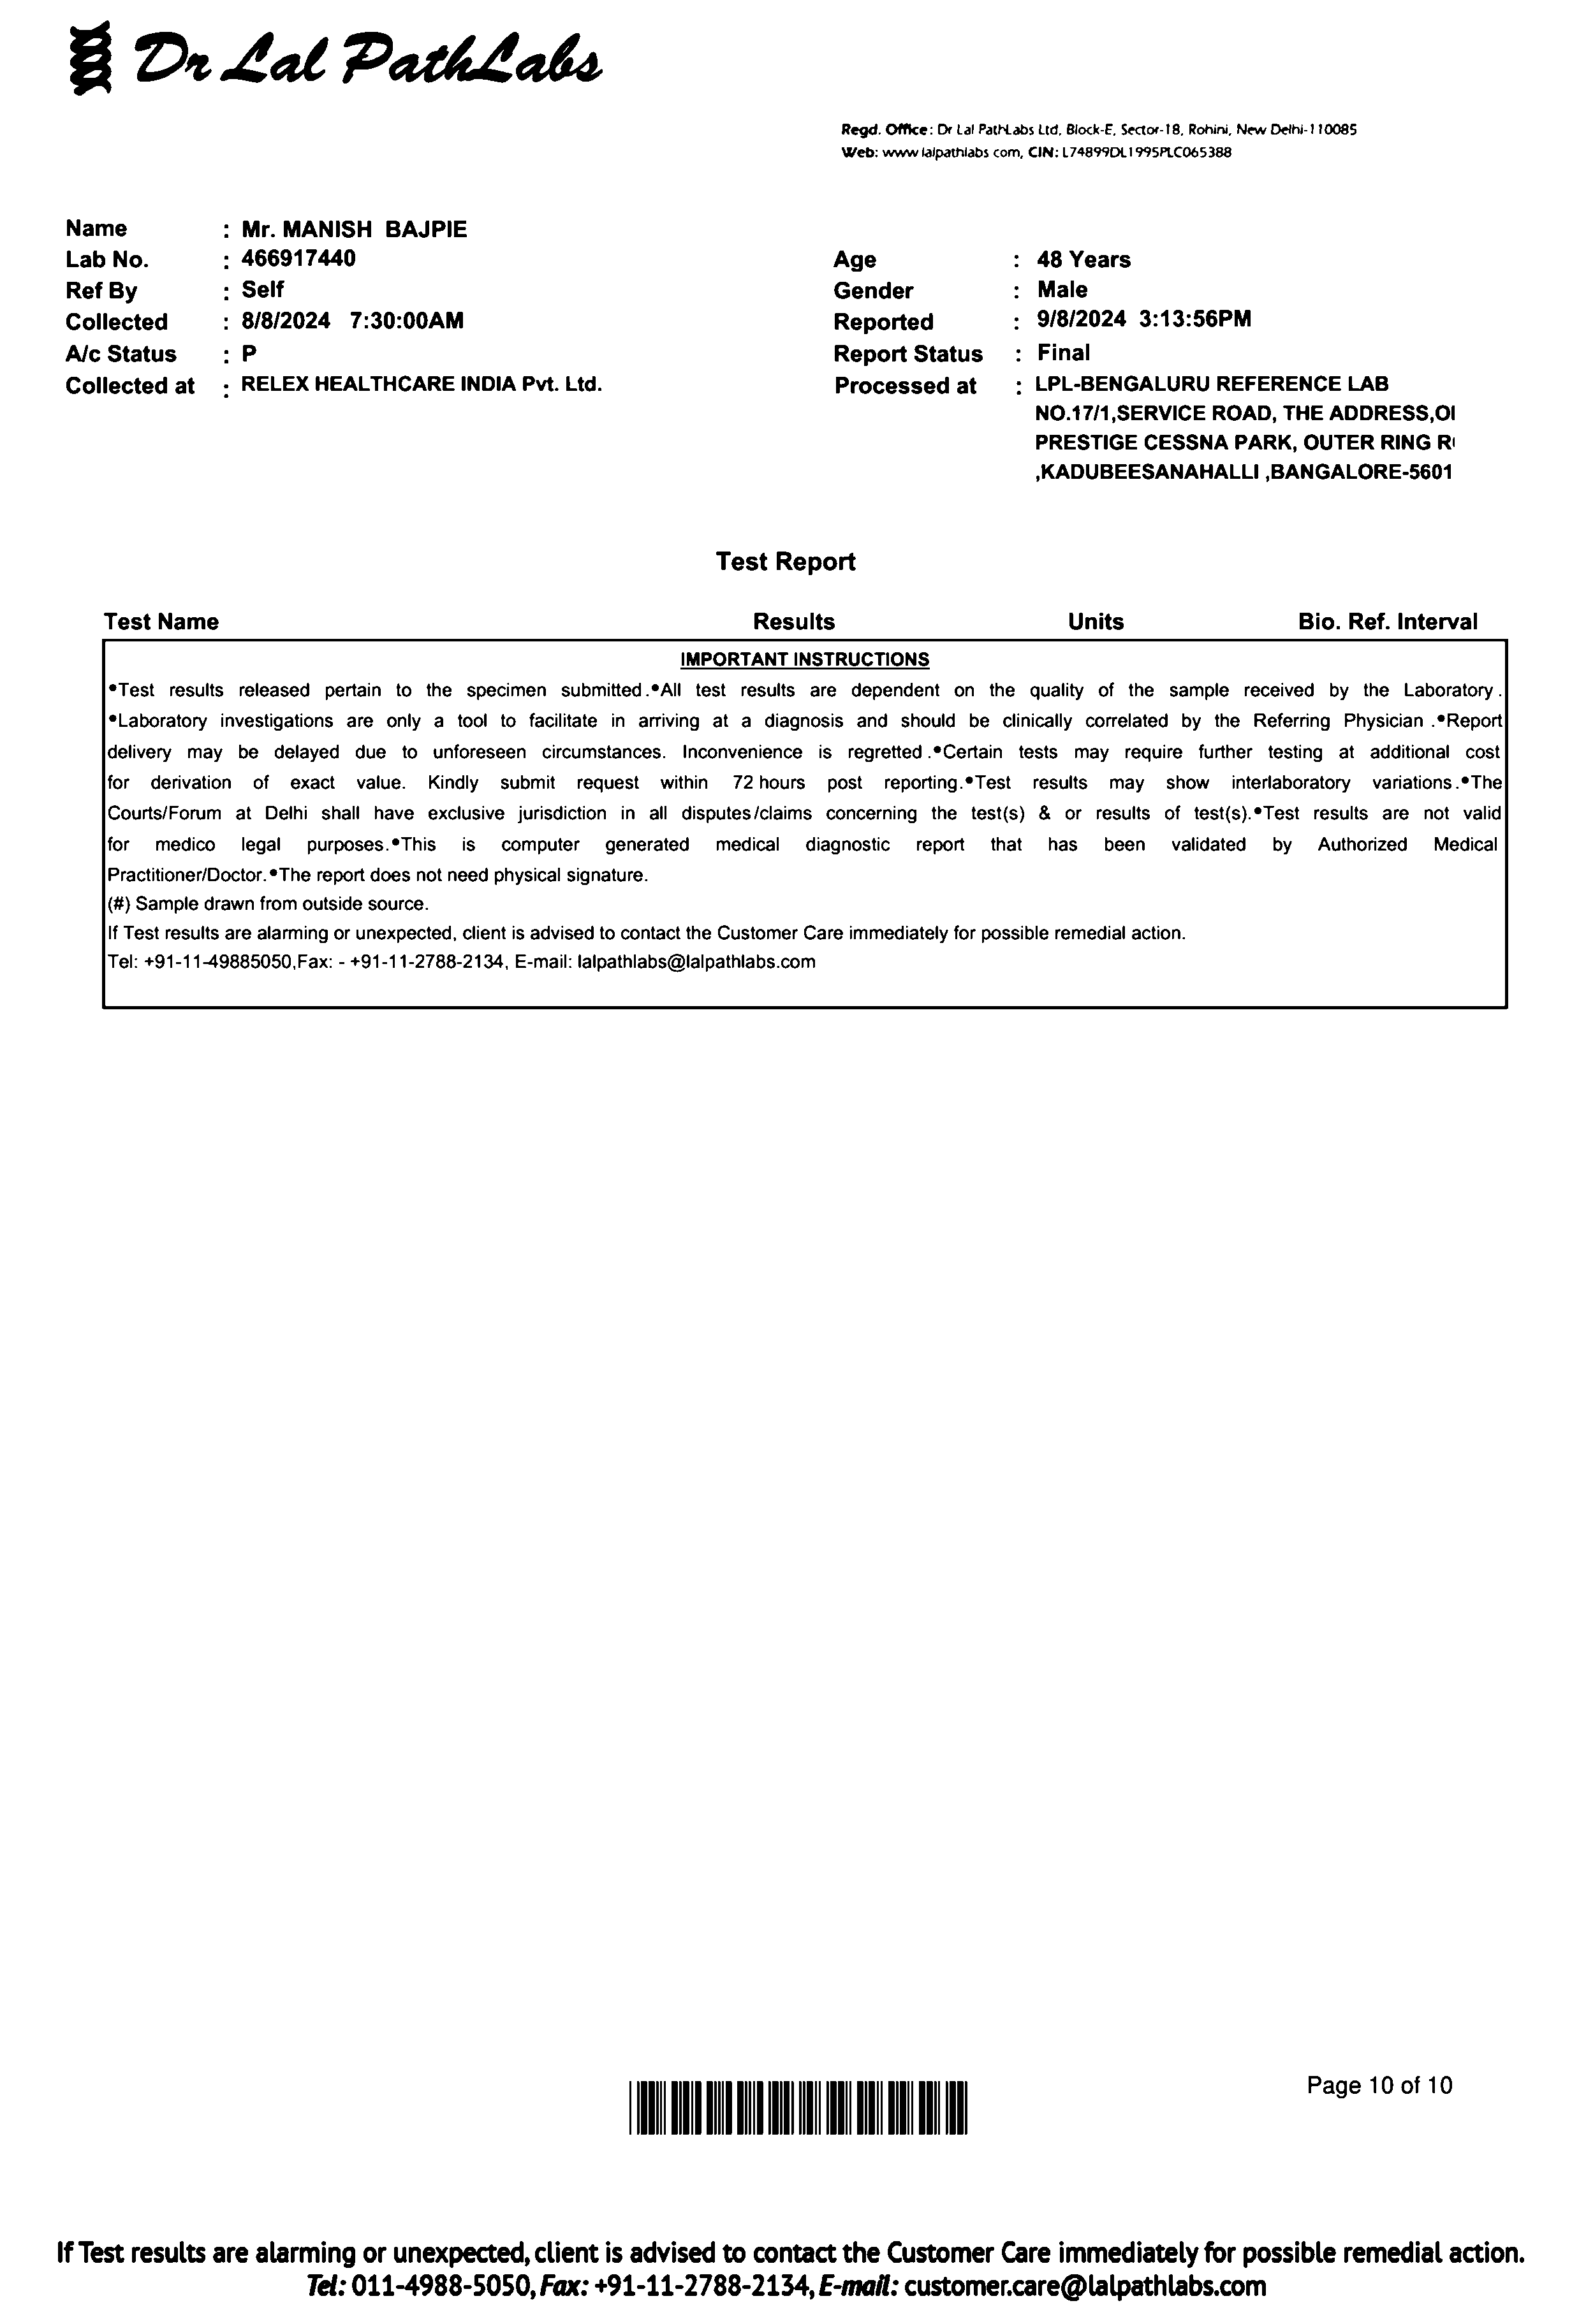 Dr Lal PathLabs
Regd. Office: Dr Lal PathLabs Ltd, Block-E, Sector-18, Rohini, New Delhi-110085
Web: www.lalpathlabs.com, CIN: L74899DL1995PLC065388
Name : Mr. MANISH BAJPIE
Lab No. : 466917440 Age : 48 Years
Ref By : Self Gender : Male
Collected : 8/8/2024 7:30:00AM Reported : 9/8/2024 3:13:56PM
A/c Status : P Report Status : Final
Collected at : RELEX HEALTHCARE INDIA Pvt. Ltd. Processed at : LPL-BENGALURU REFERENCE LAB
NO.17/1,SERVICE ROAD, THE ADDRESS,
PRESTIGE CESSNA PARK, OUTER RING
,KADUBEESANAHALLI ,BANGALORE-5601
Test Report
Test Name Results Units Bio. Ref. Interval
IMPORTANT INSTRUCTIONS
•Test results released pertain to the specimen submitted.•All test results are dependent on the quality of the sample received by the Laboratory.
•Laboratory investigations are only a tool to facilitate in arriving at a diagnosis and should be clinically correlated by the Referring Physician .•Report
delivery may be delayed due to unforeseen circumstances. Inconvenience is regretted.•Certain tests may require further testing at additional cost
for derivation of exact value. Kindly submit request within 72 hours post reporting.•Test results may show interlaboratory variations.•The
Courts/Forum at Delhi shall have exclusive jurisdiction in all disputes/claims concerning the test(s) & or results of test(s).•Test results are not valid
for medico legal purposes.•This is computer generated medical diagnostic report that has been validated by Authorized Medical
Practitioner/Doctor.•The report does not need physical signature.
(#) Sample drawn from outside source.
If Test results are alarming or unexpected, client is advised to contact the Customer Care immediately for possible remedial action.
Tel: +91-11-49885050,Fax: - +91-11-2788-2134, E-mail: lalpathlabs@lalpathlabs.com
Page 10 of 10
If Test results are alarming or unexpected, client is advised to contact the Customer Care immediately for possible remedial action.
Tel: 011-4988-5050, Fax: +91-11-2788-2134, E-mail: customer.care@lalpathlabs.com